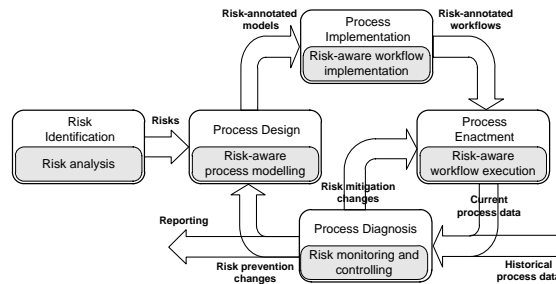 Risk-annotated
models
Process
Implementation
Risk-aware workflow
implementation
Risk-annotated
workflows
Risk
Identification
Risk analysis
Risks
Process Design
Risk-aware
process modelling
Process
Enactment
Risk-aware
workflow execution
Risk mitigation
changes
Current
process data
Reporting
Process Diagnosis
Risk monitoring and
controlling
Risk prevention
changes
Historical
process data